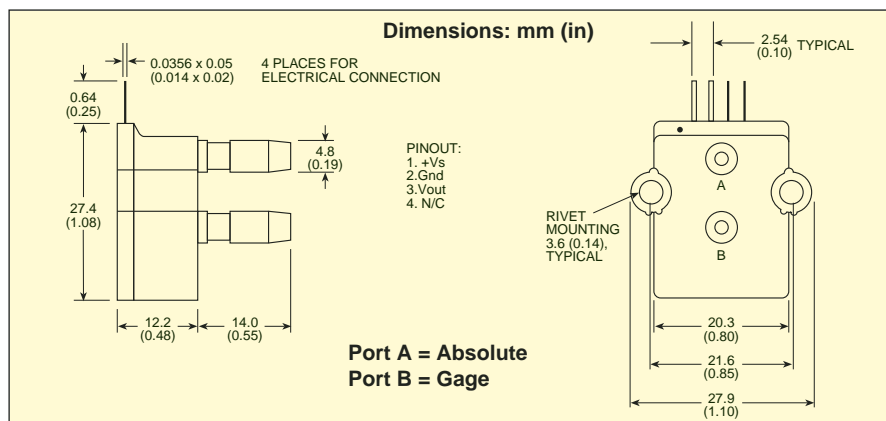 Dimensions: mm (in)
0.0356 x 0.05
(0.014 x 0.02)
4 PLACES FOR
ELECTRICAL CONNECTION
0.64
(0.25)
27.4
(1.08)
4.8
(0.19)
12.2
(0.48)
14.0
(0.55)
PINOUT:
1. +Vs
2.Gnd
3.Vout
4. N/C
Port A = Absolute
Port B = Gage
2.54
(0.10)
TYPICAL
A
B
RIVET
MOUNTING
3.6 (0.14),
TYPICAL
20.3
(0.80)
21.6
(0.85)
27.9
(1.10)